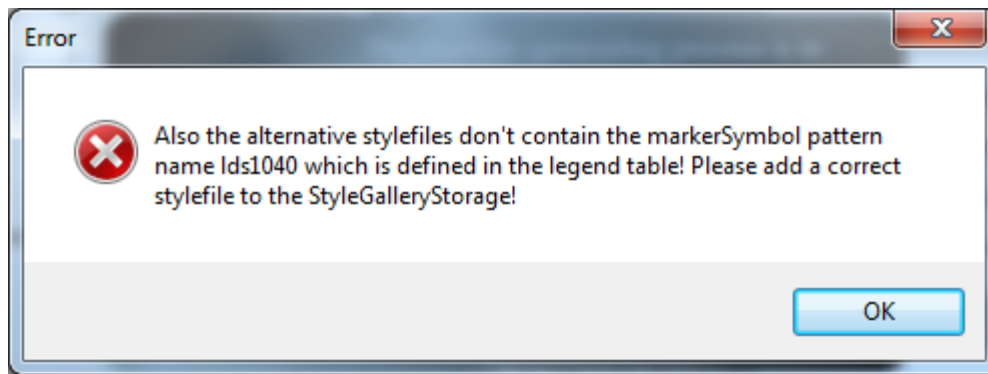 Error
Also the alternative stylefiles don't contain the markerSymbol pattern
name lds1040 which is defined in the legend table! Please add a correct
stylefile to the StyleGalleryStorage!
OK